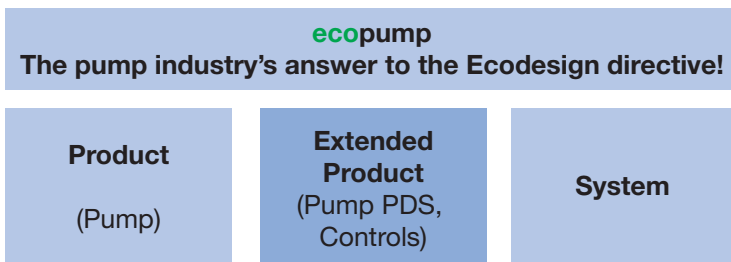 ecopump
The pump industry’s answer to the Ecodesign directive!
Product
(Pump)
Extended
Product
(Pump PDS,
Controls)
System